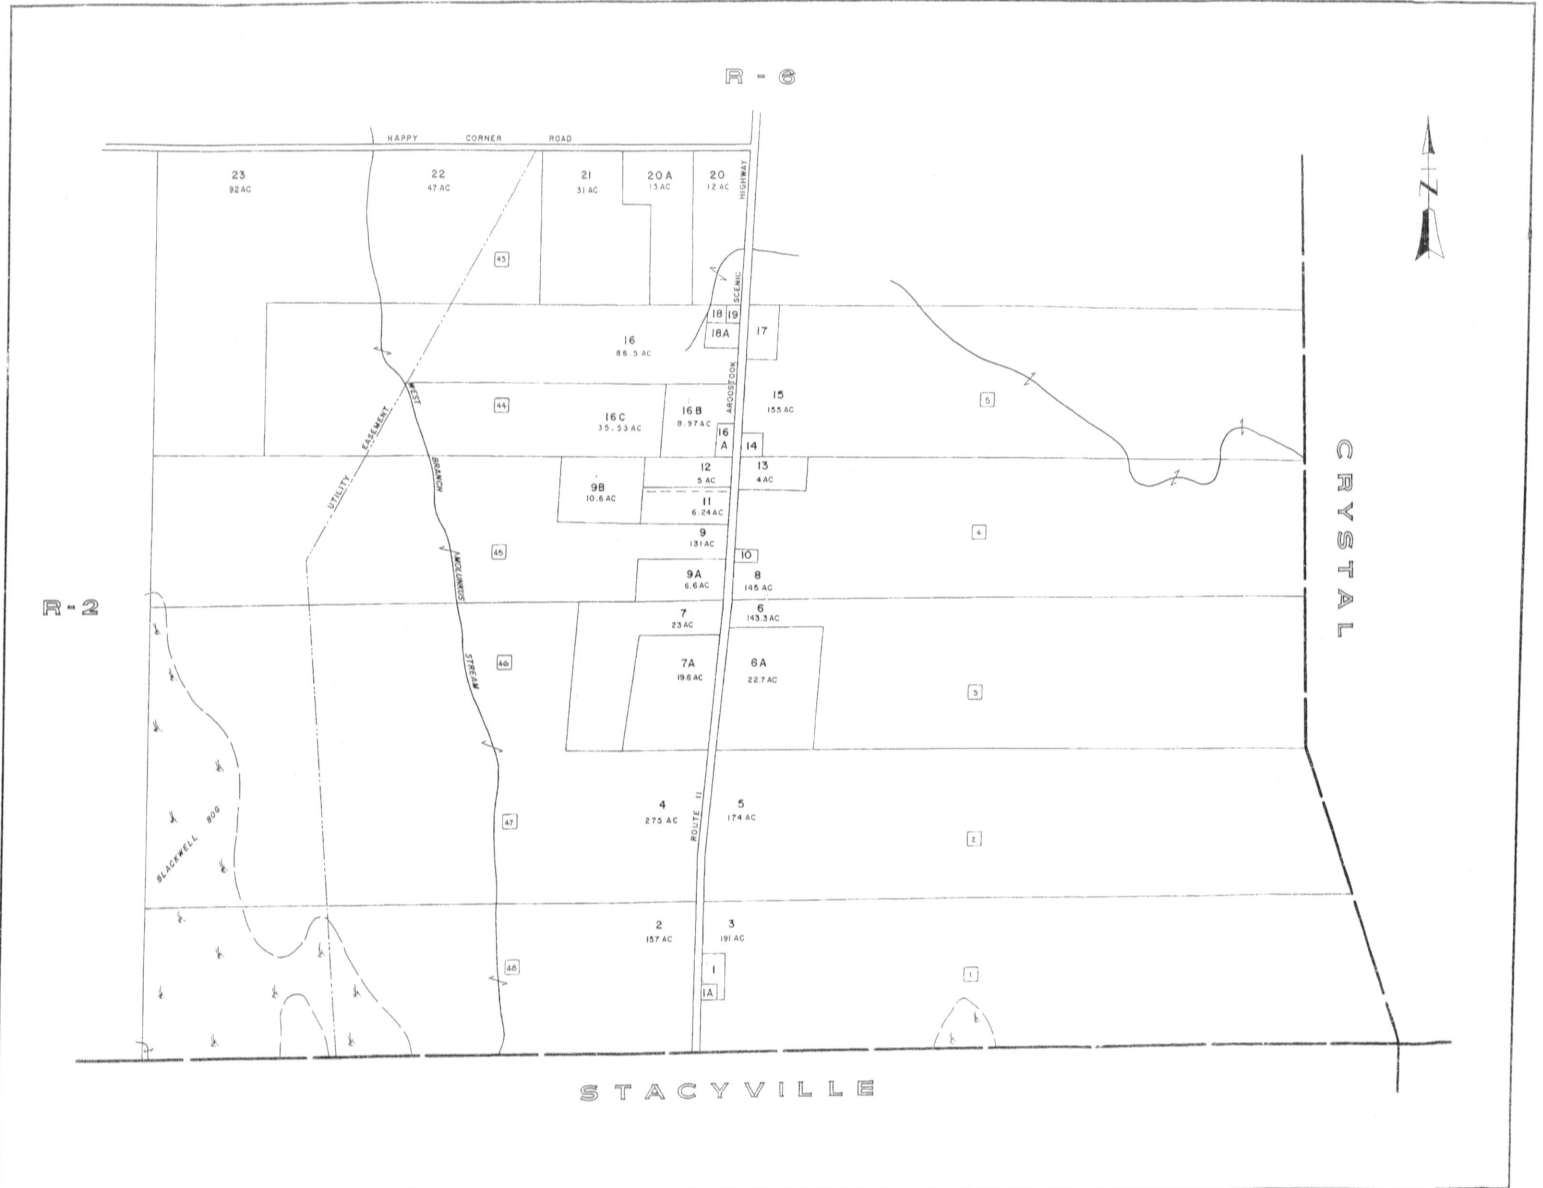 R-6
HAPPY CORNER ROAD
23
92 AC
22
47 AC
21
31 AC
20A
15 AC
20
12 AC
HIGHWAY
SCENIC
AROOSTOOK
18
19
18A
17
16
86.5 AC
15
155 AC
5
44
WEST
16C
35.53 AC
16B
8.97 AC
16
A
14
UTILITY EASEMENT
BRANCH
12
5 AC
13
4 AC
9B
10.6 AC
11
6.24 AC
9
131 AC
4
45
10
MOLUNKUS
9A
6.6 AC
8
145 AC
CRYSTAL
R-2
7
23 AC
6
143.3 AC
46
STREAM
7A
19.6 AC
6A
22.7 AC
4
275 AC
5
174 AC
ROUTE 11
47
2
BLACKWELL BOG
2
157 AC
3
191 AC
48
1
1
1A
N
STACYVILLE